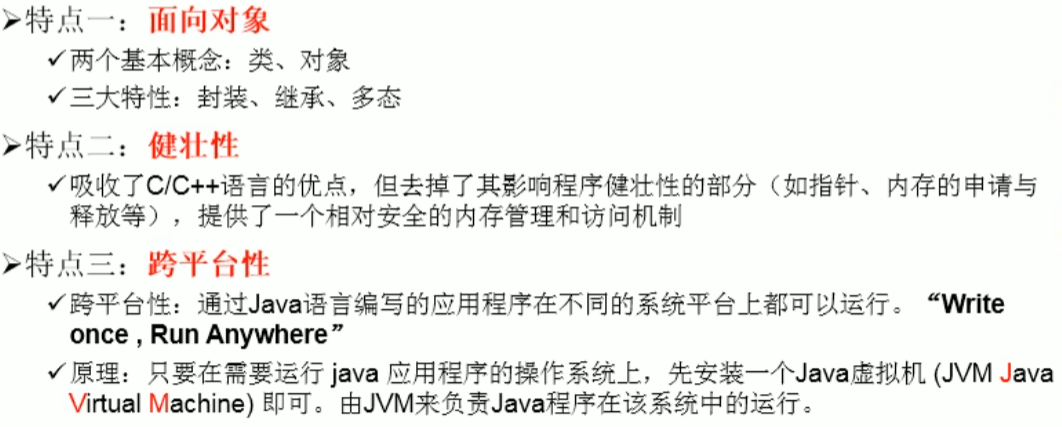 ➢特点一：面向对象
✓两个基本概念：类、对象
✓三大特性：封装、继承、多态
➢特点二：健壮性
✓吸收了C/C++语言的优点，但去掉了其影响程序健壮性的部分（如指针、内存的申请与
释放等），提供了一个相对安全的内存管理和访问机制
➢特点三：跨平台性
✓跨平台性：通过Java语言编写的应用程序在不同的系统平台上都可以运行。“Write
once , Run Anywhere”
✓原理：只要在需要运行 java 应用程序的操作系统上，先安装一个Java虚拟机 (JVM Java
Virtual Machine) 即可。由JVM来负责Java程序在该系统中的运行。